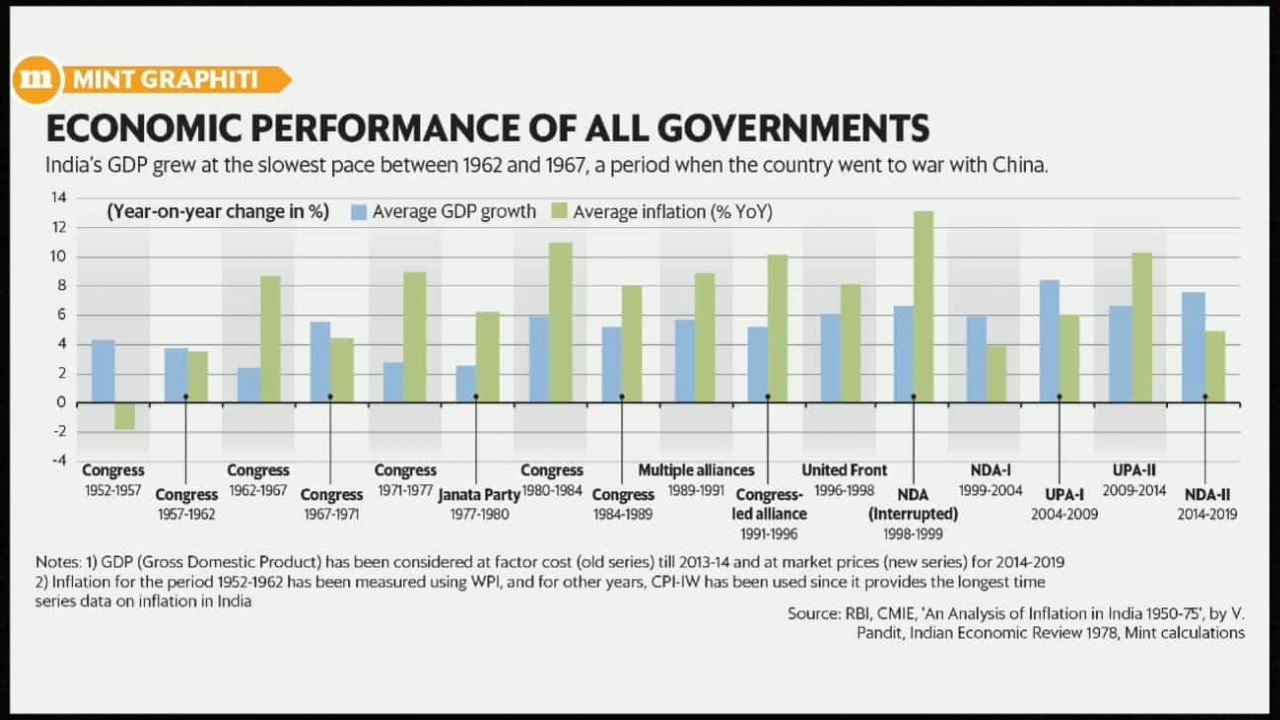 m MINT GRAPHITI
ECONOMIC PERFORMANCE OF ALL GOVERNMENTS
India's GDP grew at the slowest pace between 1962 and 1967, a period when the country went to war with China.
(Year-on-year change in %) Average GDP growth Average inflation (% YoY)
14
12
10
8
6
4
2
0
-2
-4
Congress
1952-1957
Congress
1957-1962
Congress
1962-1967
Congress
1967-1971
Congress
1971-1977
Janata Party
1977-1980
Congress
1980-1984
Congress
1984-1989
Multiple alliances
1989-1991
Congress-
led alliance
1991-1996
United Front
1996-1998
NDA
(Interrupted)
1998-1999
NDA-I
1999-2004
UPA-I
2004-2009
UPA-II
2009-2014
NDA-II
2014-2019
Notes: 1) GDP (Gross Domestic Product) has been considered at factor cost (old series) till 2013-14 and at market prices (new series) for 2014-2019
2) Inflation for the period 1952-1962 has been measured using WPI, and for other years, CPI-IW has been used since it provides the longest time
series data on inflation in India
Source: RBI, CMIE, 'An Analysis of Inflation in India 1950-75', by V.
Pandit, Indian Economic Review 1978, Mint calculations